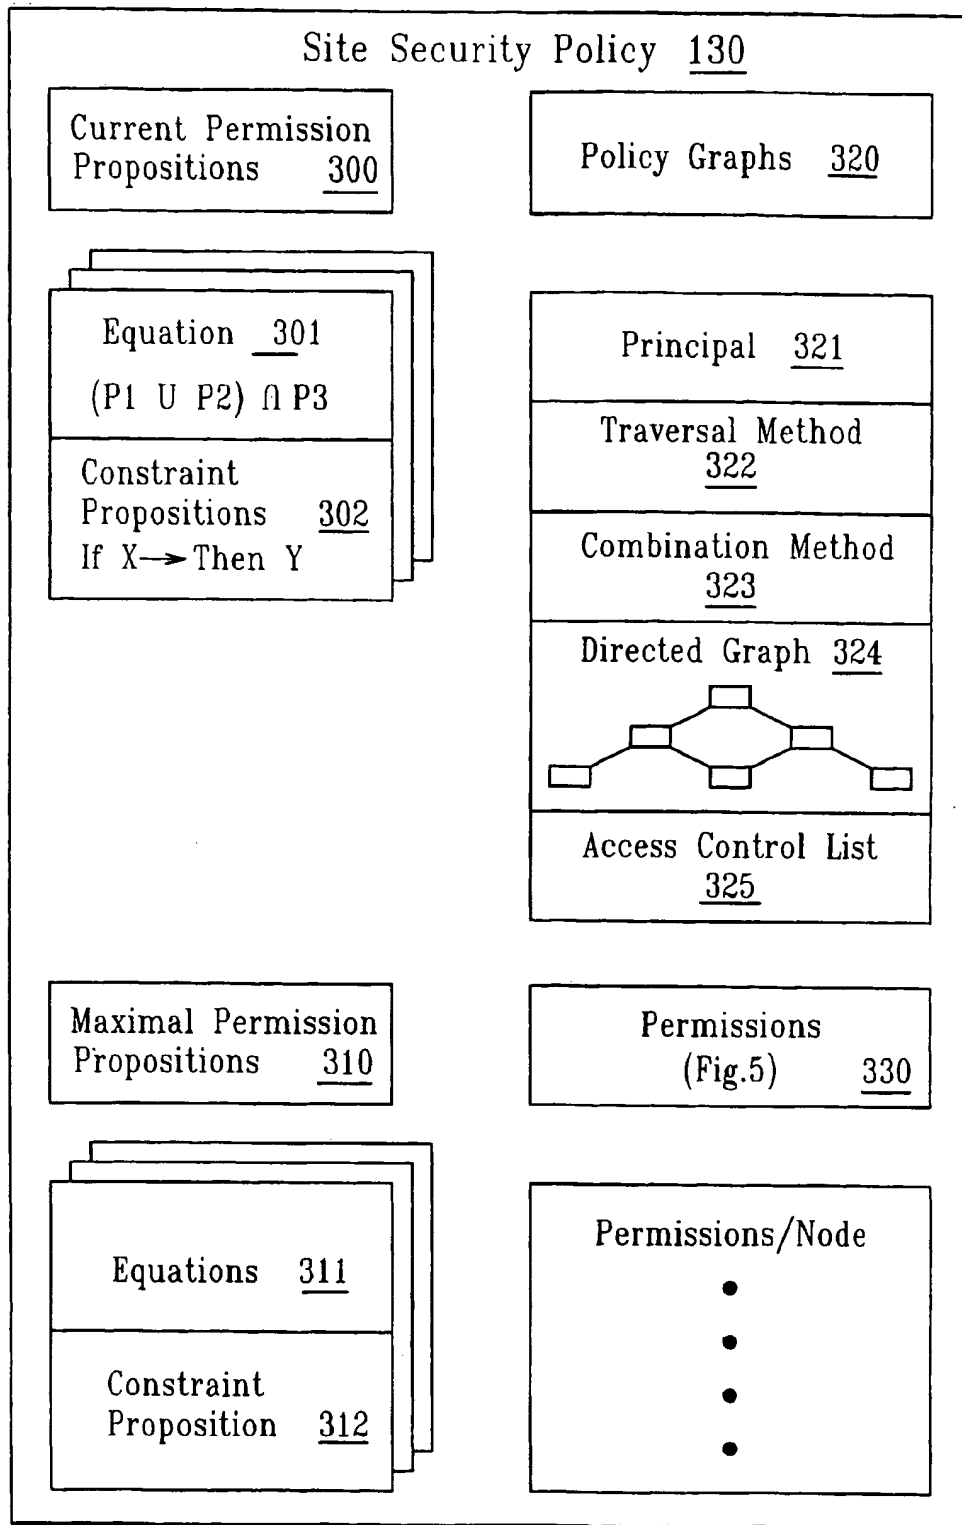 Site Security Policy 130
Current Permission
Propositions 300
Equation 301
(P1 U P2) ∩ P3
Constraint
Propositions 302
If X→Then Y
Policy Graphs 320
Principal 321
Traversal Method
322
Combination Method
323
Directed Graph 324
Access Control List
325
Maximal Permission
Propositions 310
Equations 311
Constraint
Proposition 312
Permissions
(Fig.5) 330
Permissions/Node